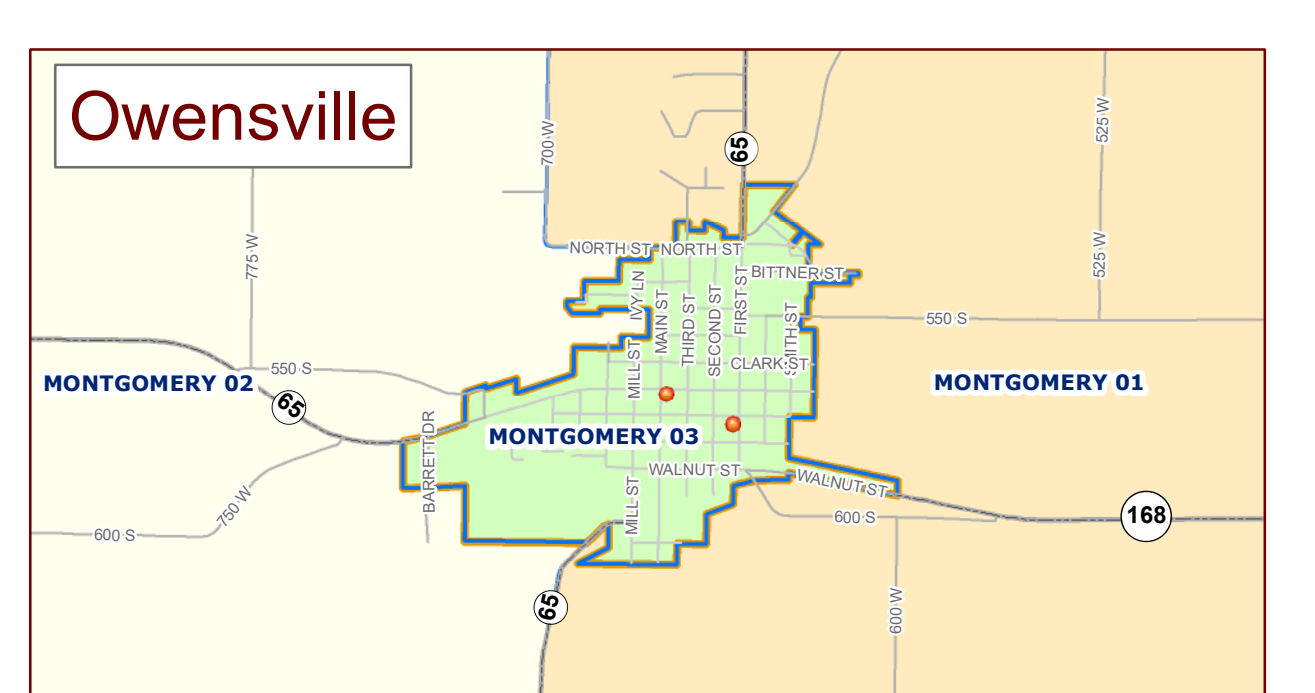 Owensville
700 W
65
525 W
775 W
NORTH ST
NORTH ST
525 W
BITTNER ST
IVY LN
MAIN ST
THIRD ST
SECOND ST
FIRST ST
SMITH ST
550 S
550 S
MILL ST
CLARK ST
MONTGOMERY 02
MONTGOMERY 01
65
BARRETT DR
MONTGOMERY 03
WALNUT ST
WALNUT ST
750 W
MILL ST
600 S
168
600 S
65
600 W